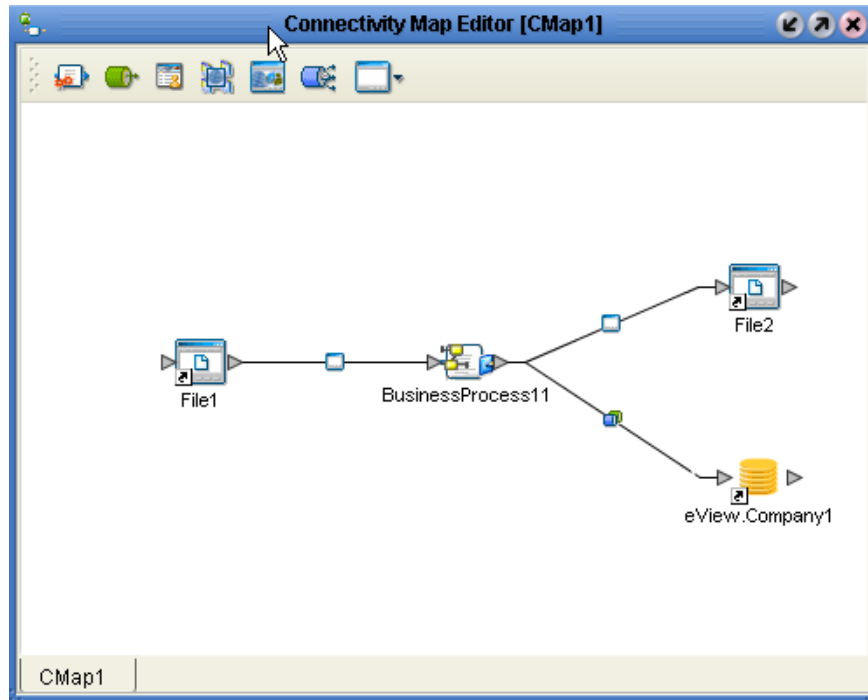 Connectivity Map Editor [CMap1]
File2
File1
BusinessProcess11
eView.Company1
CMap1